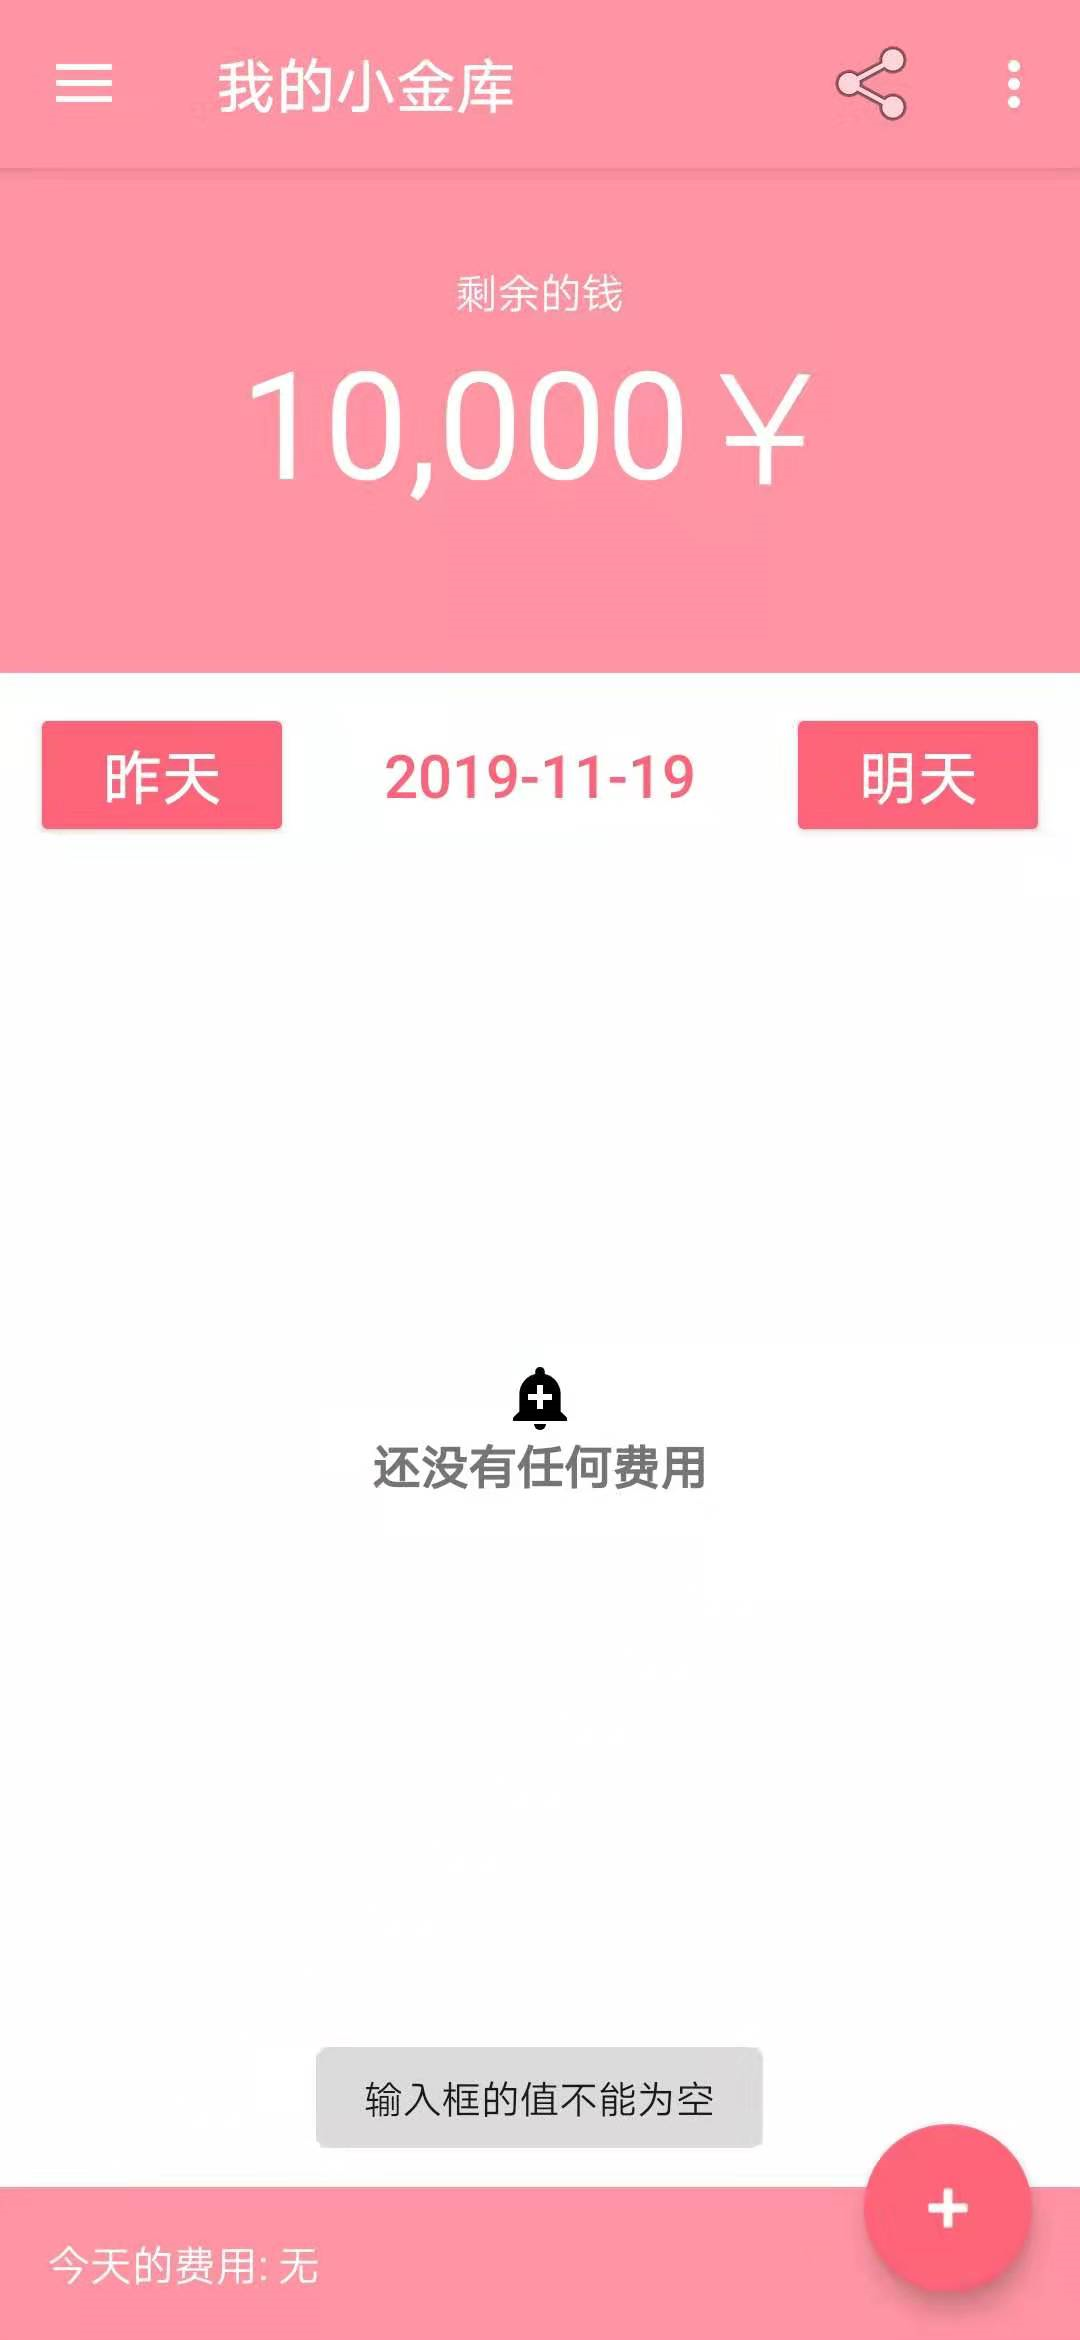 我的小金库
剩余的钱
10,000￥
昨天
2019-11-19
明天
还没有任何费用
输入框的值不能为空
今天的费用: 无